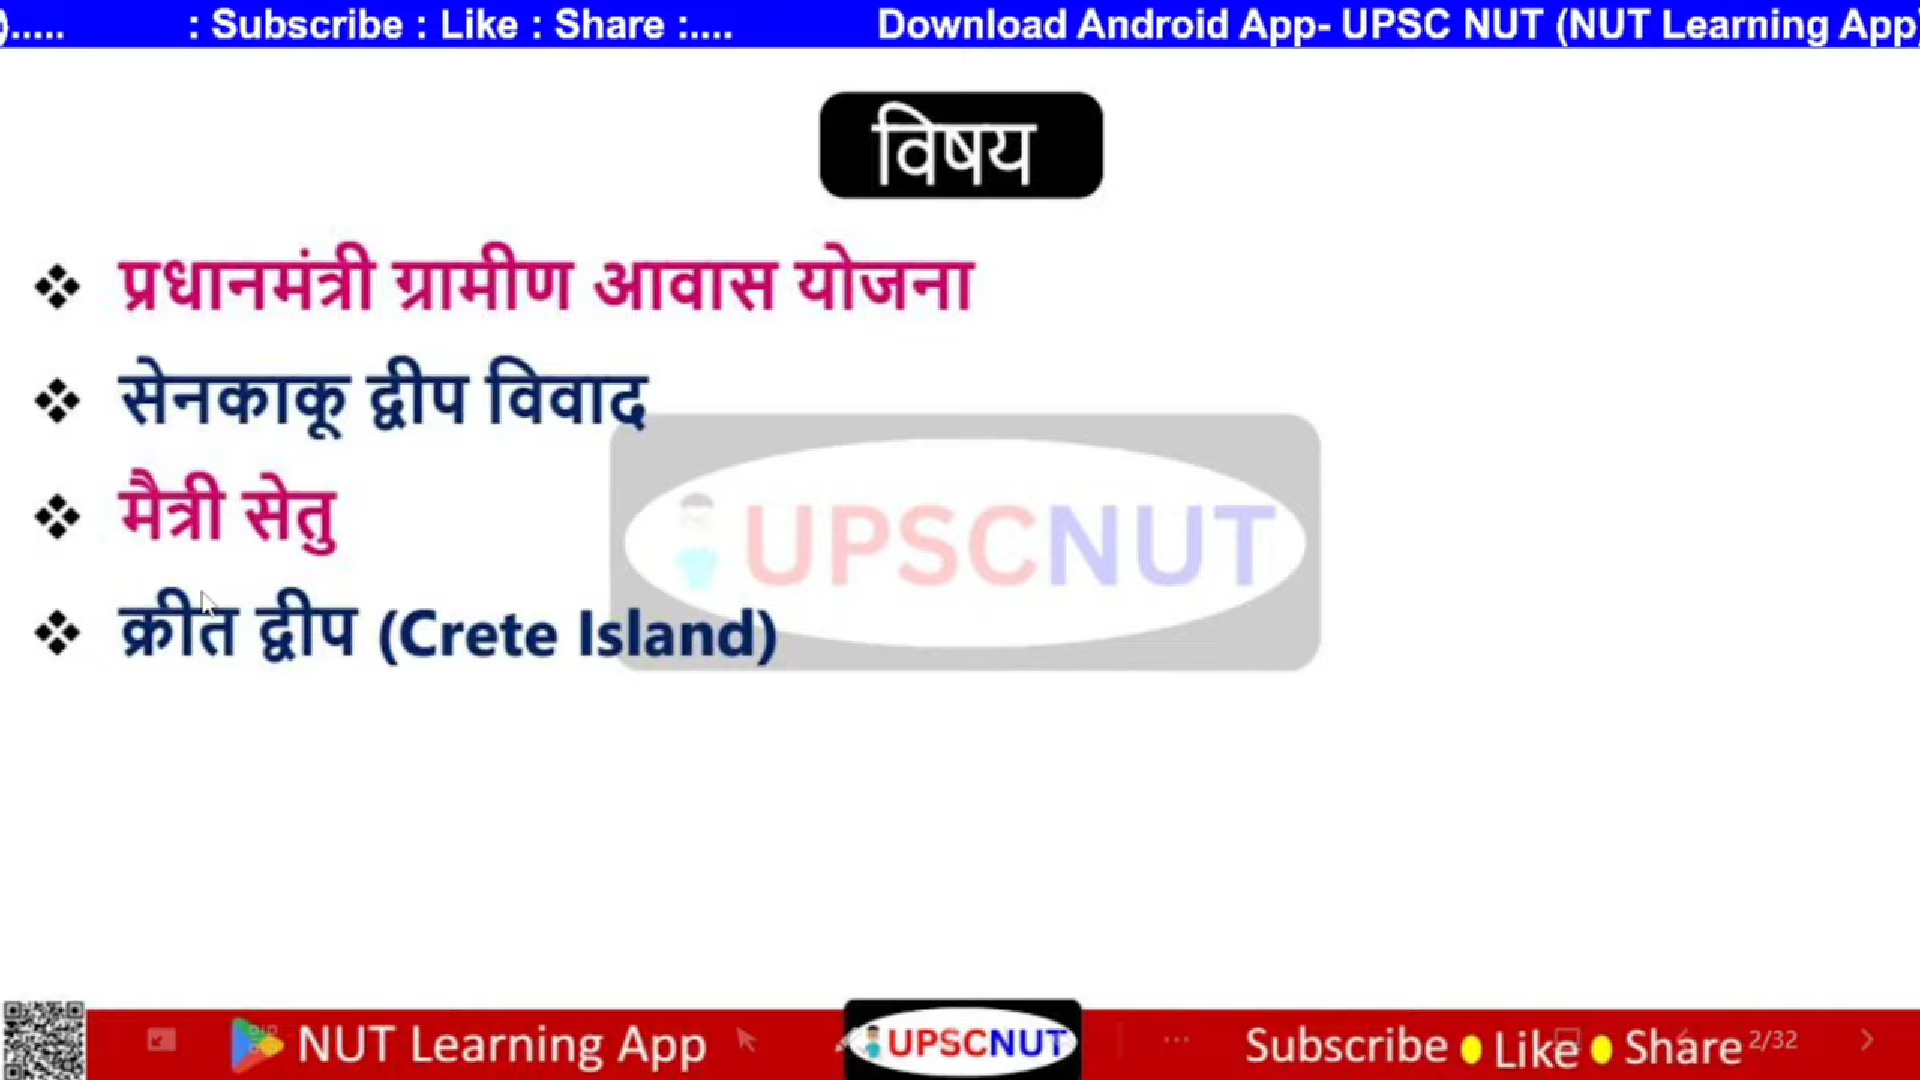 )..... : Subscribe : Like : Share :.... Download Android App- UPSC NUT (NUT Learning App)
विषय
❖ प्रधानमंत्री ग्रामीण आवास योजना
❖ सेनकाकू द्वीप विवाद
❖ मैत्री सेतु
❖ क्रीत द्वीप (Crete Island)
UPSCNUT
NUT Learning App UPSCNUT Subscribe Like Share 2/32